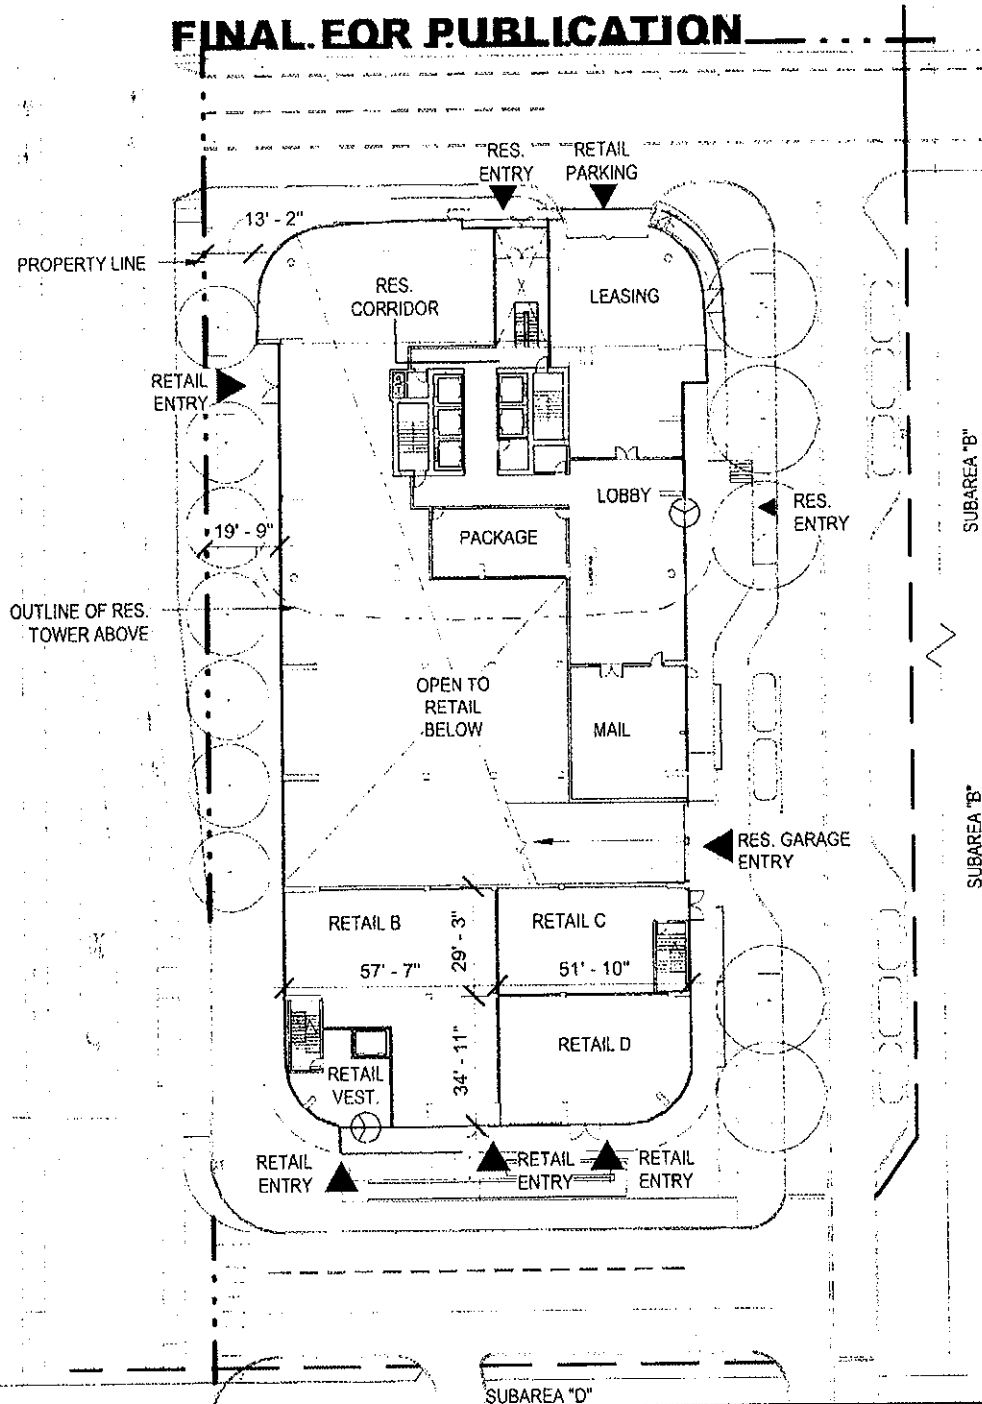 FINAL FOR PUBLICATION
RES.
ENTRY
RETAIL
PARKING
13' - 2"
PROPERTY LINE
RES.
CORRIDOR
LEASING
RETAIL
ENTRY
LOBBY
RES.
ENTRY
SUBAREA "B"
19' - 9"
PACKAGE
OUTLINE OF RES.
TOWER ABOVE
OPEN TO
RETAIL
BELOW
MAIL
SUBAREA "B"
RES. GARAGE
ENTRY
RETAIL B
29' - 3"
RETAIL C
57' - 7"
51' - 10"
34' - 11"
RETAIL D
RETAIL
VEST.
RETAIL
ENTRY
RETAIL
ENTRY
RETAIL
ENTRY
SUBAREA "D"